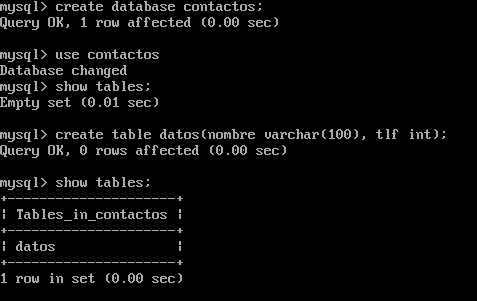 mysql> create database contactos;
Query OK, 1 row affected (0.00 sec)
mysql> use contactos
Database changed
mysql> show tables;
Empty set (0.01 sec)
mysql> create table datos(nombre varchar(100), tlf int);
Query OK, 0 rows affected (0.00 sec)
mysql> show tables;
+---------------------+
¦ Tables_in_contactos ¦
+---------------------+
¦ datos               ¦
+---------------------+
1 row in set (0.00 sec)